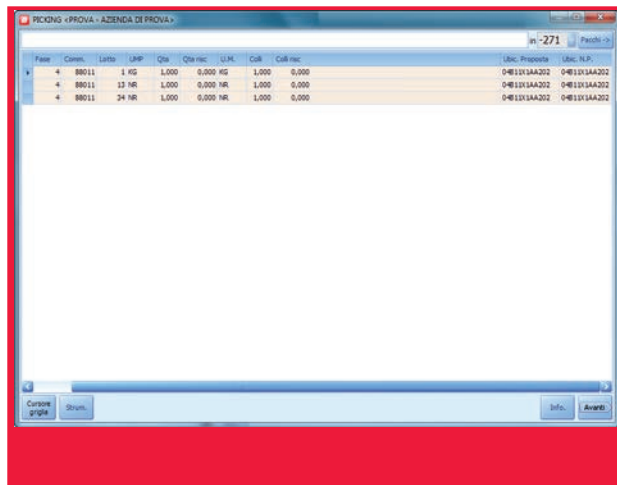 PICKING <PROVA - AZIENDA DI PROVA>
in -271 Pacchi ->
Fase Comm. Lotto UMP Qta Qta risc U.M. Colli Colli risc Ubic. Proposta Ubic. N.P.
4 88011 1 KG 1,000 0,000 KG 1,000 0,000 04B11X1AA202 04B11X1AA202
4 88011 13 NR 1,000 0,000 NR 1,000 0,000 04B11X1AA202 04B11X1AA202
4 88011 34 NR 1,000 0,000 NR 1,000 0,000 04B11X1AA202 04B11X1AA202
Cursore griglia Strum. Info. Avanti